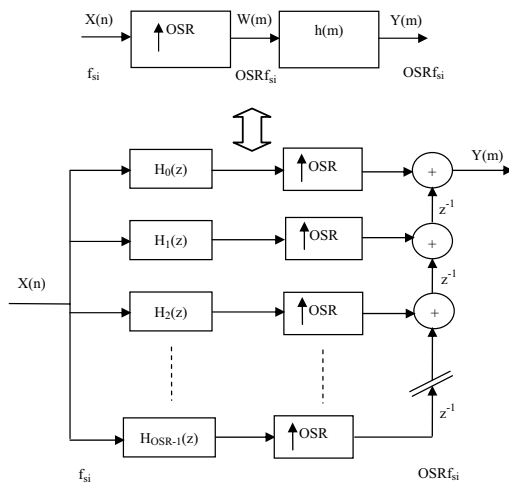 X(n) ↑OSR W(m) h(m) Y(m)
f_si OSRf_si OSRf_si
H_0(z) ↑OSR + Y(m)
z^-1
H_1(z) ↑OSR +
X(n) z^-1
H_2(z) ↑OSR +
H_OSR-1(z) ↑OSR z^-1
f_si OSRf_si